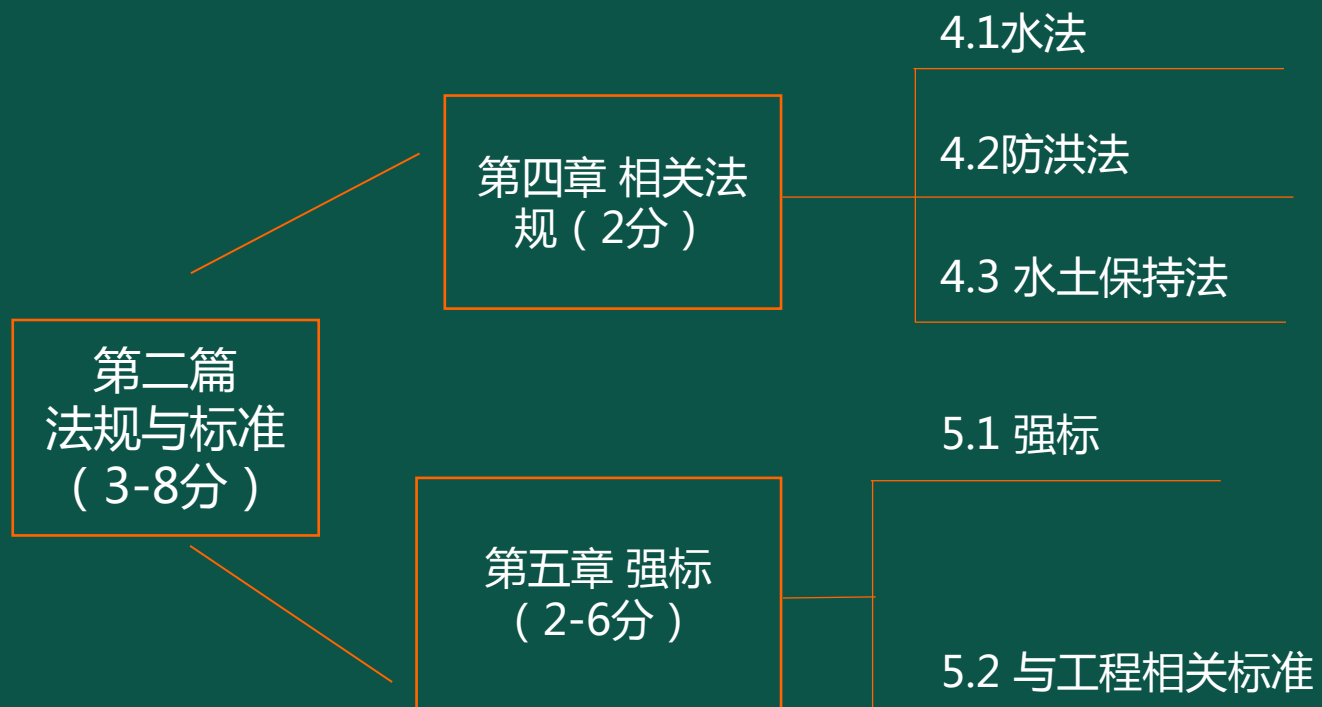 第二篇
法规与标准
（3-8分）
第四章 相关法
规（2分）
4.1水法
4.2防洪法
4.3 水土保持法
第五章 强标
（2-6分）
5.1 强标
5.2 与工程相关标准